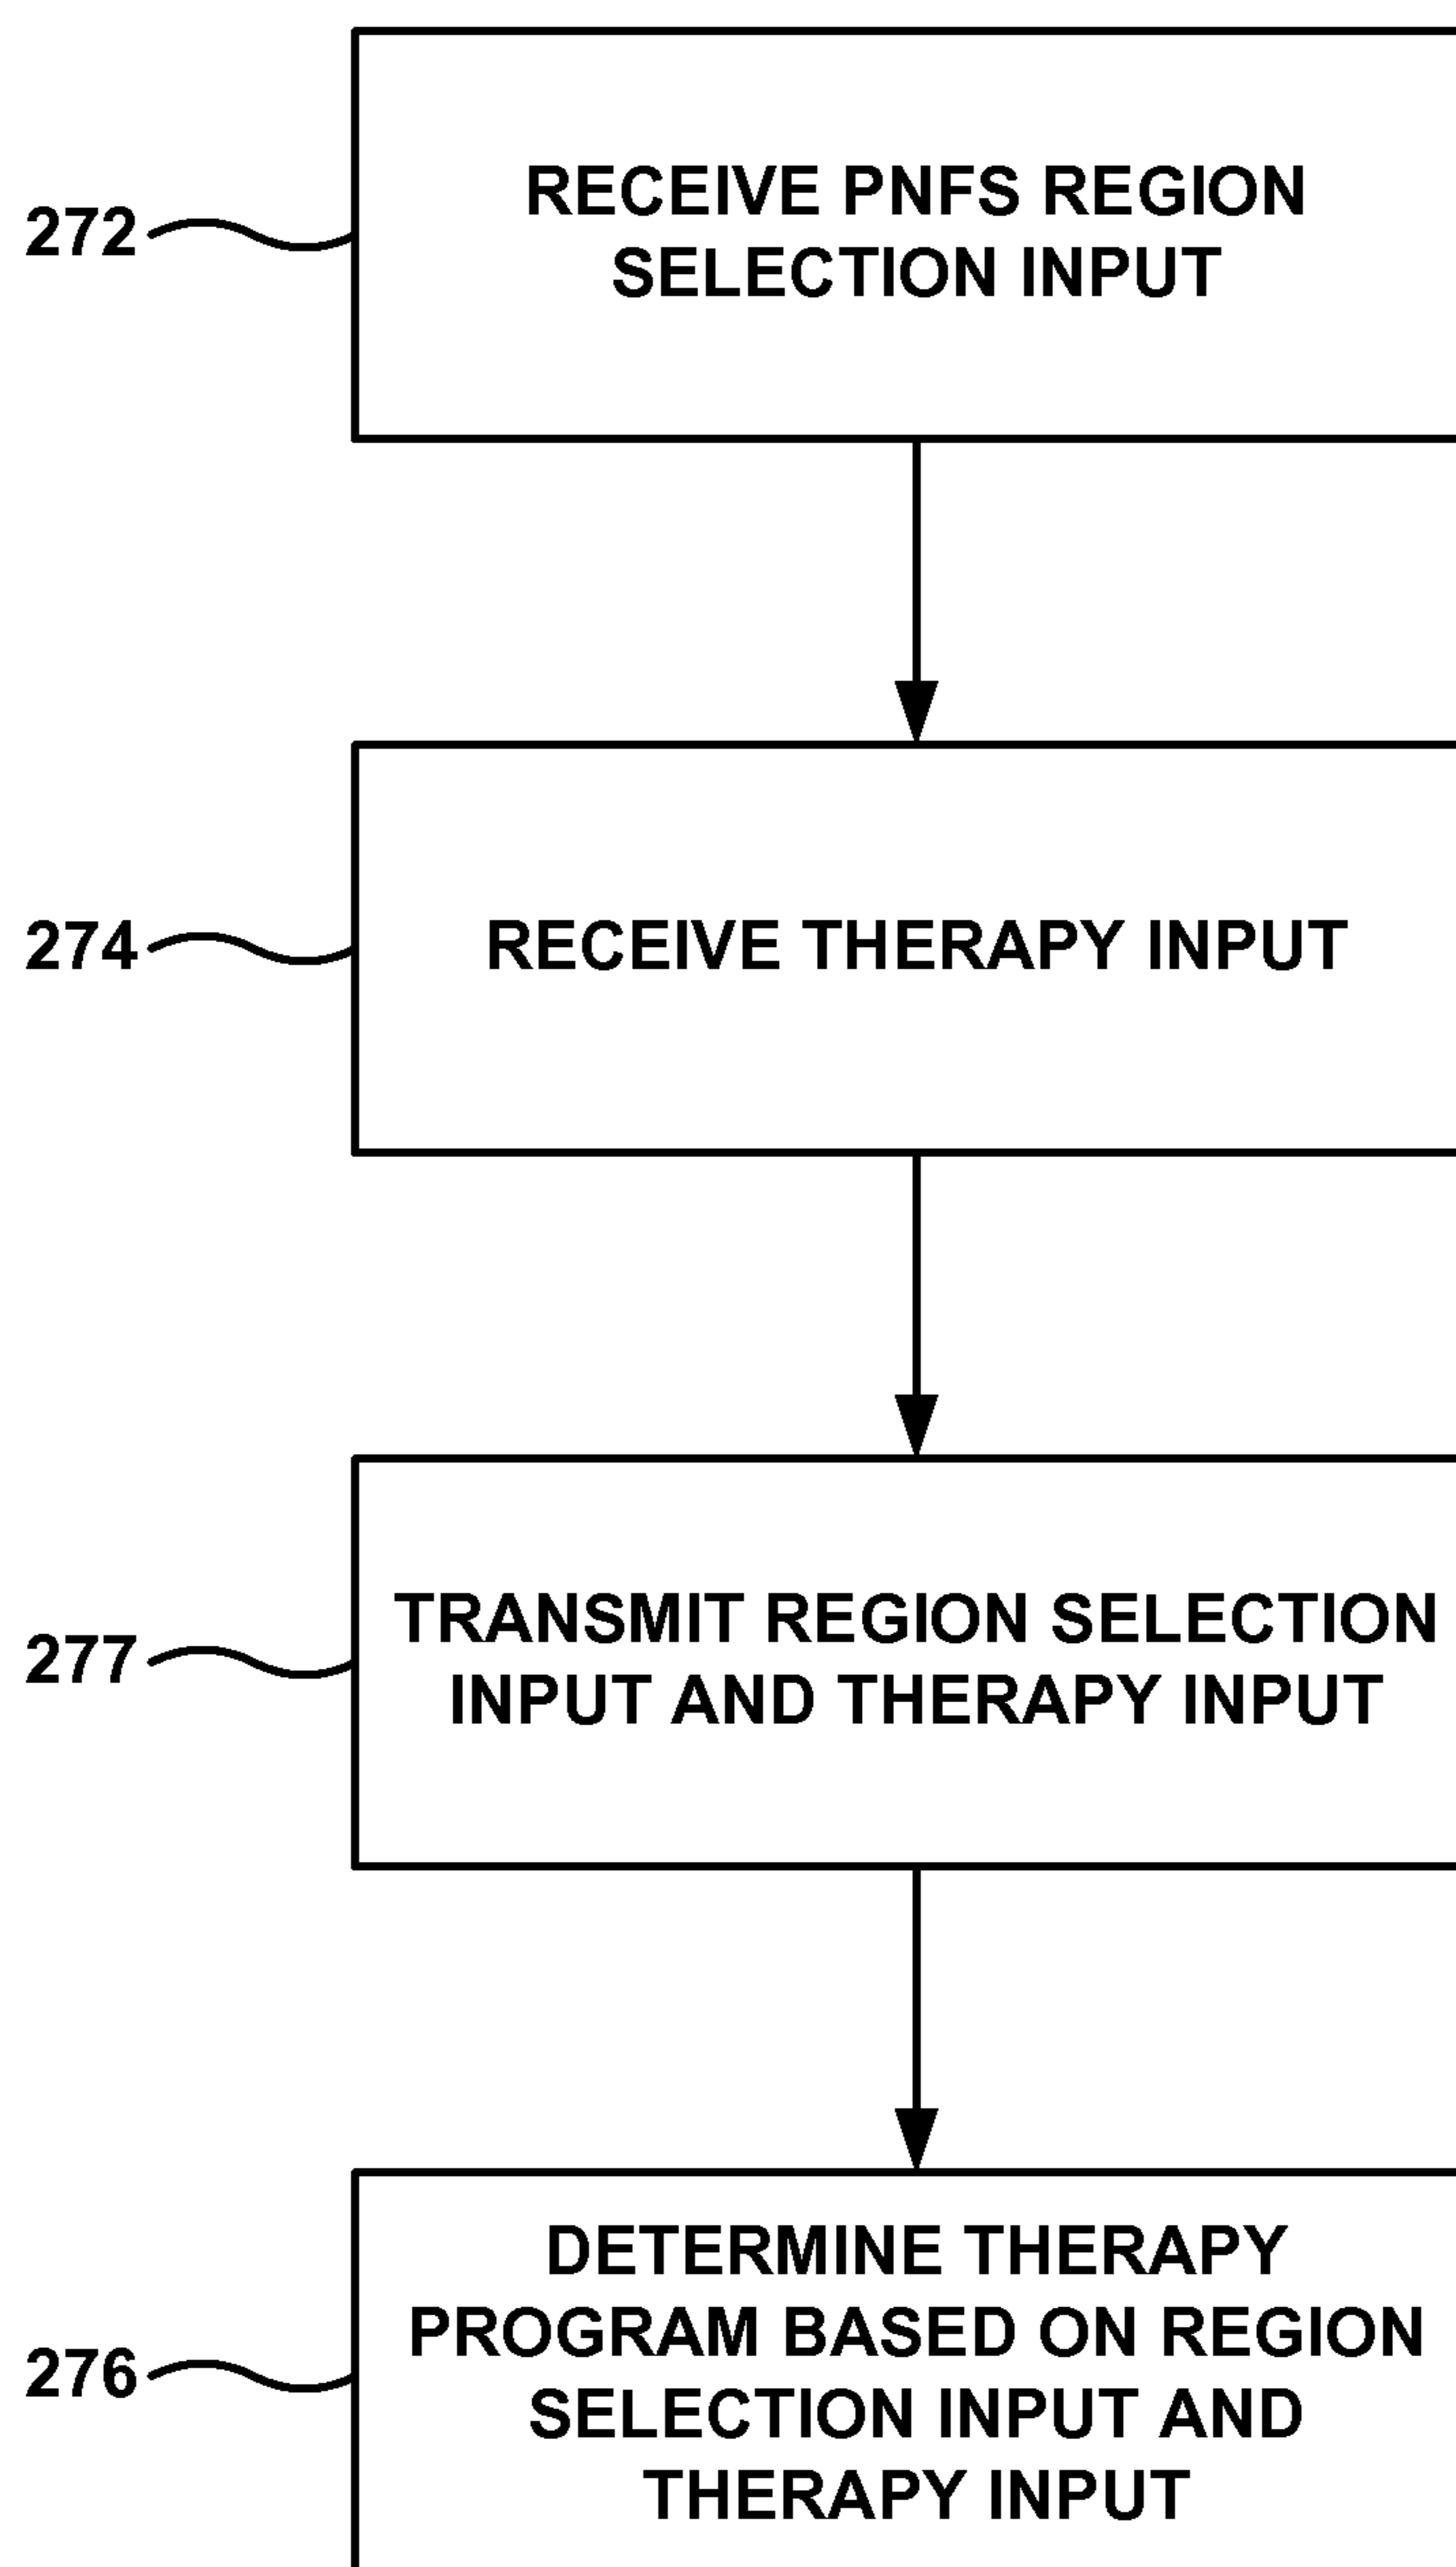 272
RECEIVE PNFS REGION
SELECTION INPUT
274
RECEIVE THERAPY INPUT
277
TRANSMIT REGION SELECTION
INPUT AND THERAPY INPUT
276
DETERMINE THERAPY
PROGRAM BASED ON REGION
SELECTION INPUT AND
THERAPY INPUT